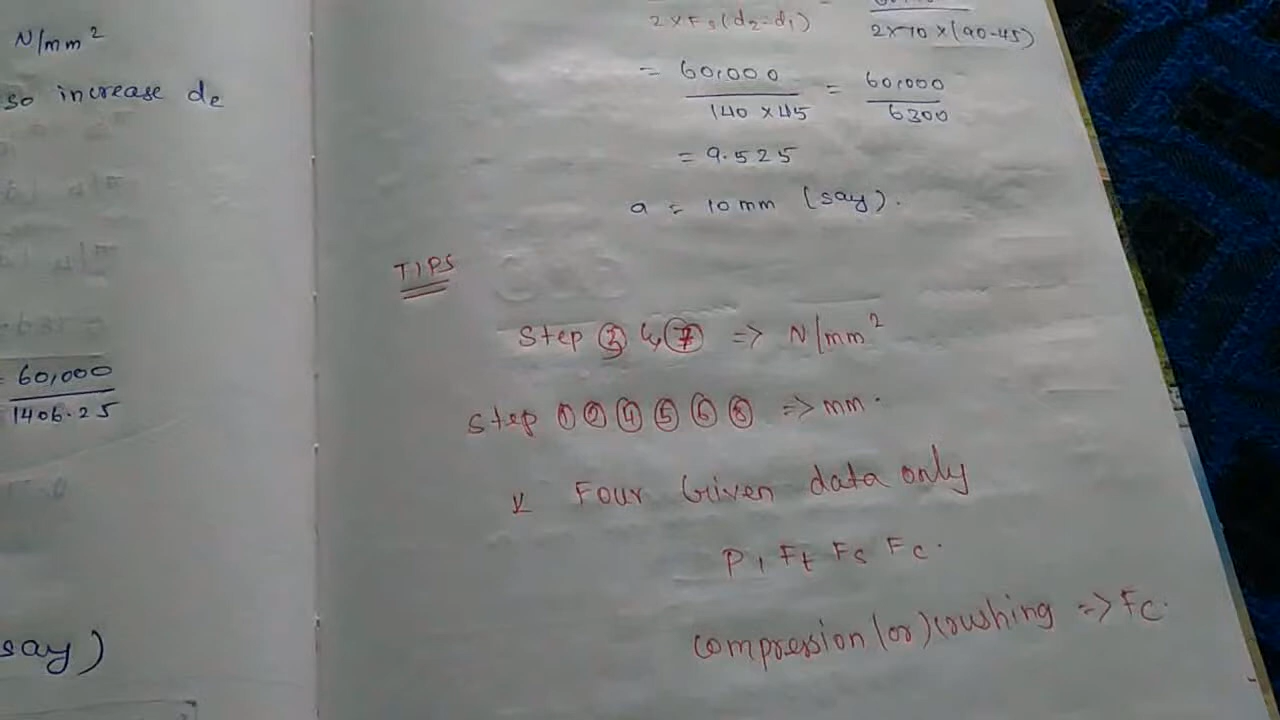 N/mm²
so increase de
= 60,000
1406.25
say)
2×Fs(d2-d1)
2×70×(90-45)
= 60,000 = 60,000
140 ×45 6300
= 9.525
a = 10mm (say).
TIPS
Step ③ & ⑦ => N/mm²
Step ① ② ④ ⑤ ⑥ ⑧ => mm.
Four Given data only
P, Ft Fs Fc.
compression (or) crushing => Fc.